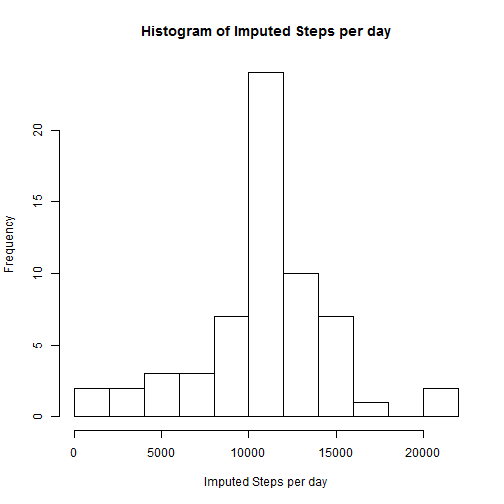 Histogram of Imputed Steps per day
Frequency
20
15
10
5
0
0 5000 10000 15000 20000
Imputed Steps per day